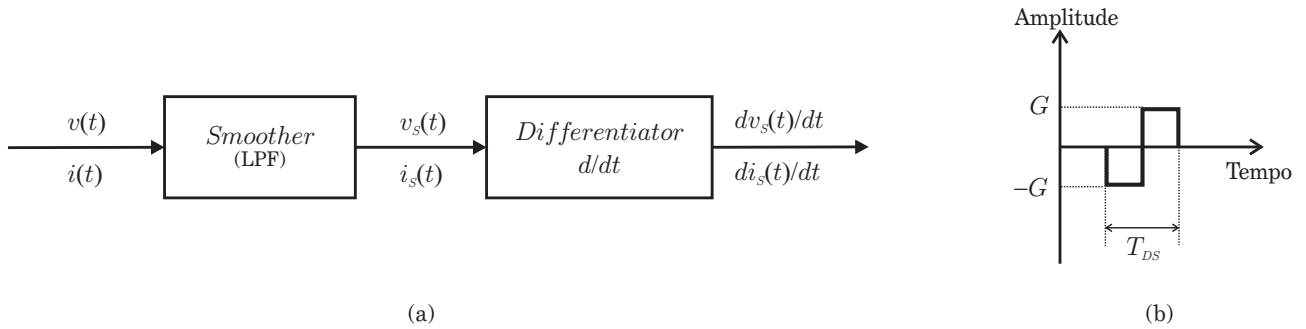 v(t)
i(t)
Smoother
(LPF)
v_S(t)
i_S(t)
Differentiator
d/dt
dv_S(t)/dt
di_S(t)/dt
(a)
Amplitude
G
−G
Tempo
T_DS
(b)